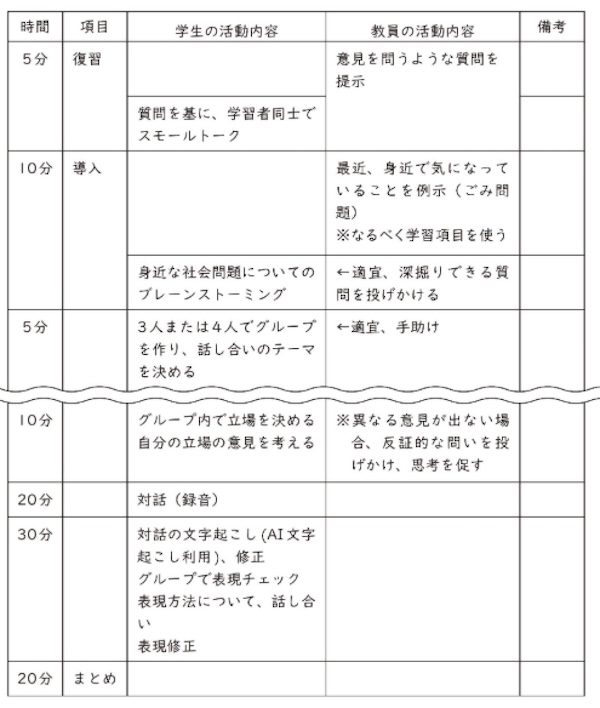 時間 項目 学生の活動内容 教員の活動内容 備考
5分 復習 意見を問うような質問を
提示
質問を基に、学習者同士で
スモールトーク
10分 導入 最近、身近で気になって
いることを例示（ごみ問
題）
※なるべく学習項目を使う
身近な社会問題についての
ブレーンストーミング
←適宜、深掘りできる質
問を投げかける
5分 3人または4人でグループ
を作り、話し合いのテーマ
を決める
←適宜、手助け
10分 グループ内で立場を決める
自分の立場の意見を考える
※異なる意見が出ない場
合、反証的な問いを投
げかけ、思考を促す
20分 対話（録音）
30分 対話の文字起こし(AI文字
起こし利用)、修正
グループで表現チェック
表現方法について、話し合
い
表現修正
20分 まとめ